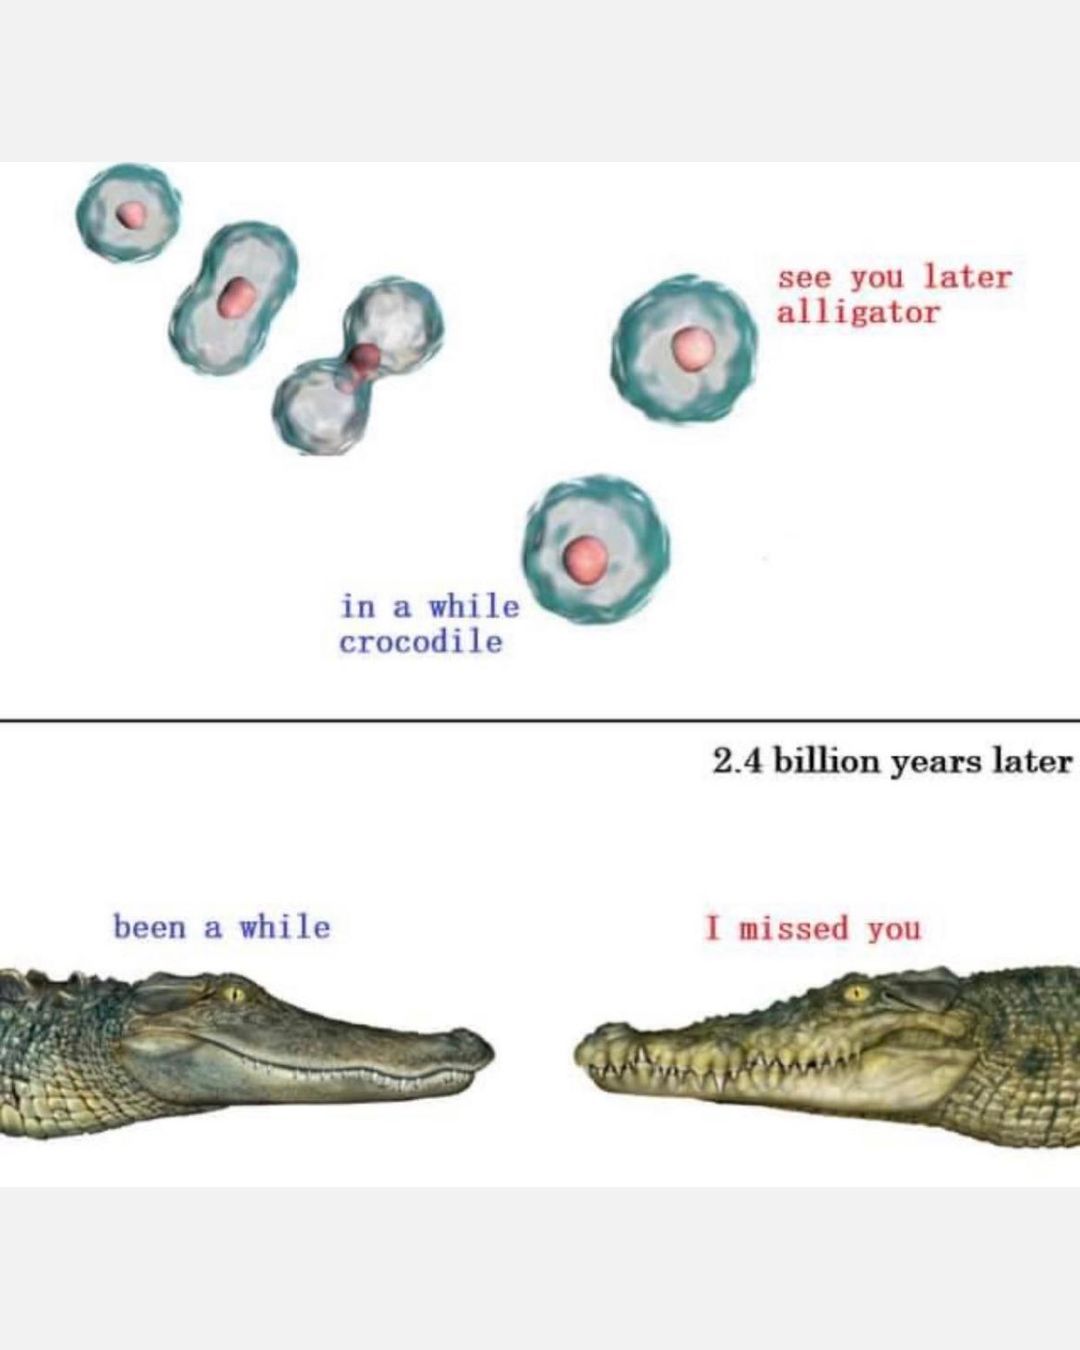 see you later
alligator
in a while
crocodile
2.4 billion years later
been a while
I missed you